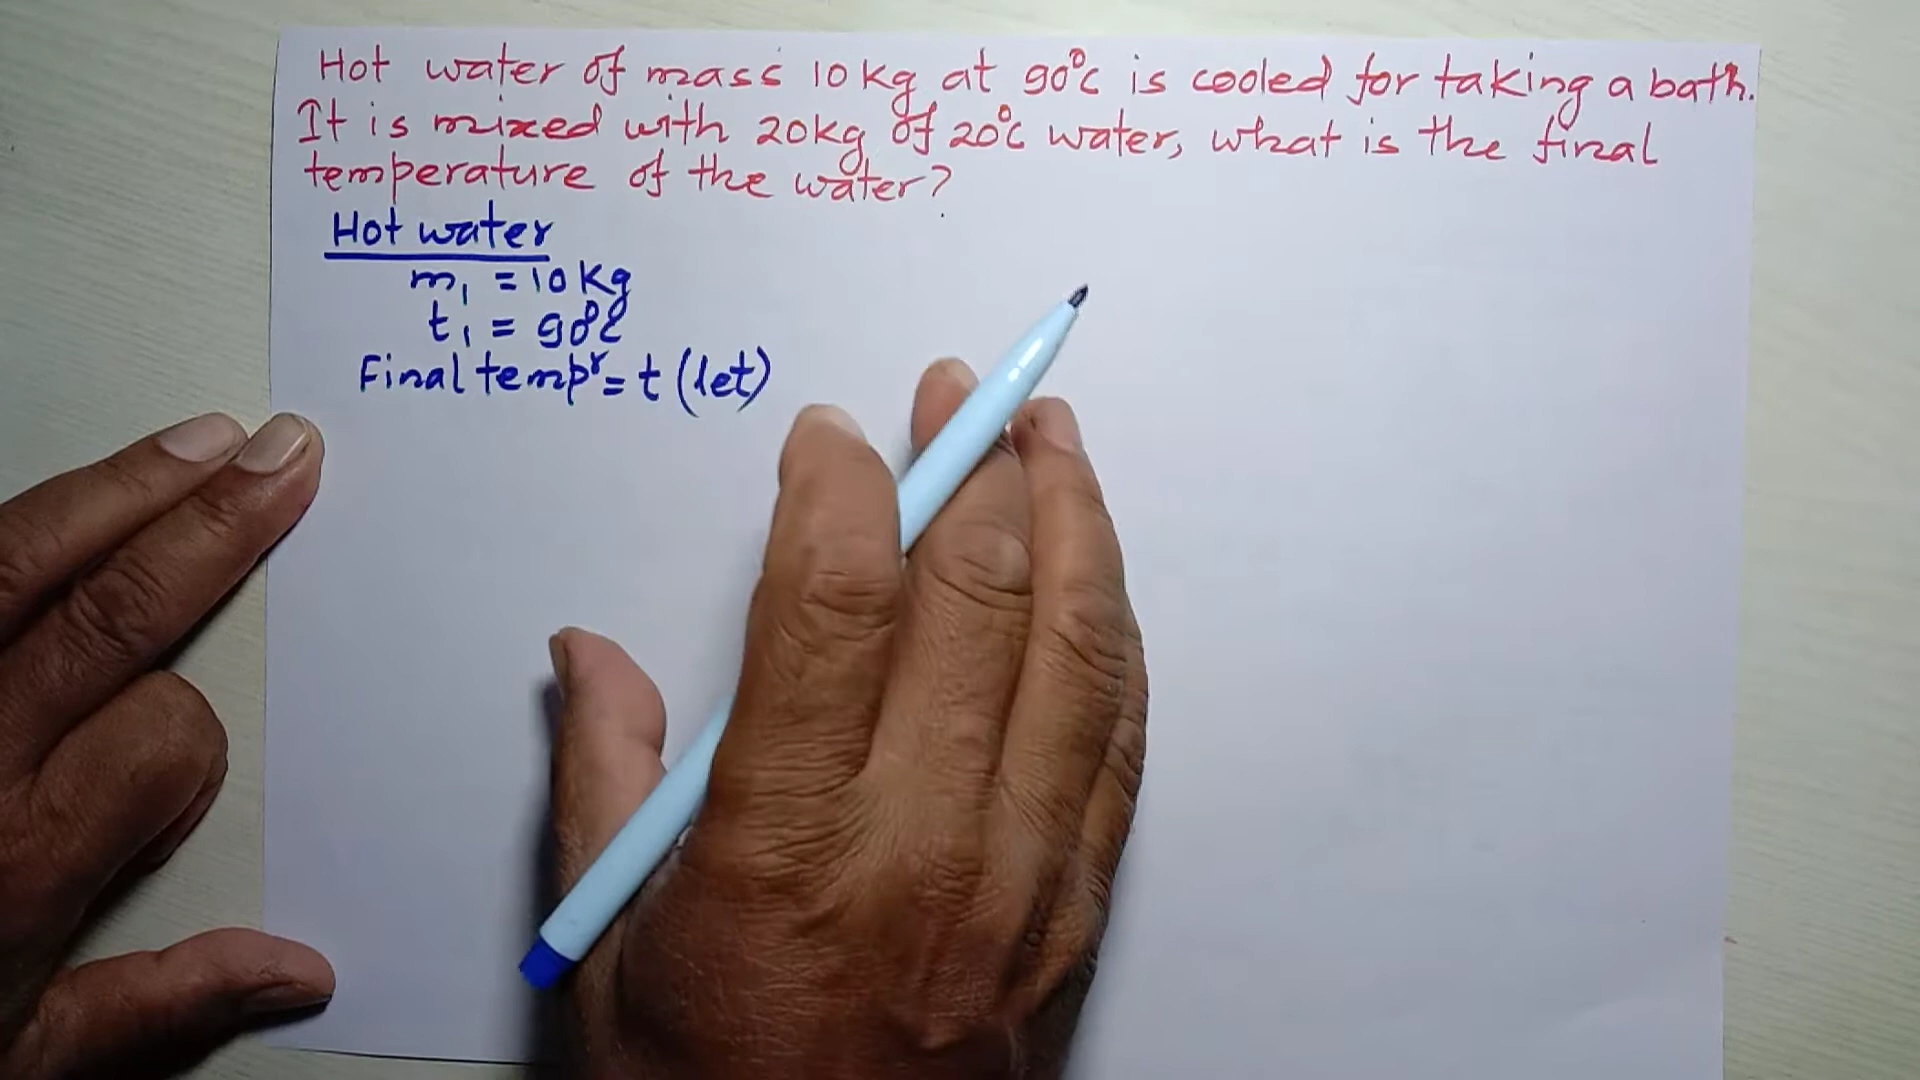 Hot water of mass 10 kg at 90°c is cooled for taking a bath.
It is mixed with 20kg of 20°c water, what is the final
temperature of the water?
Hot water
m₁ = 10 Kg
t₁ = 90°c
Final tempʳ = t (let)